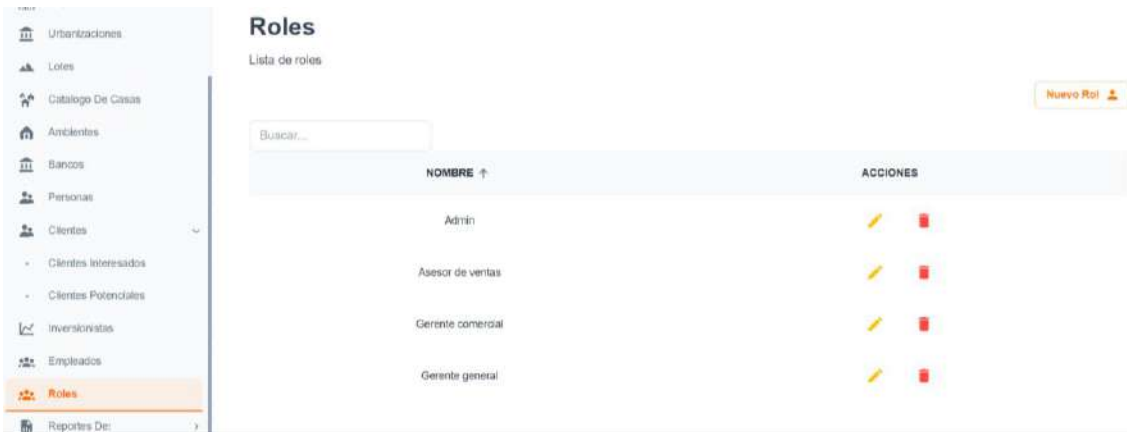 Urbanizaciones
Lotes
Catalogo De Casas
Ambientes
Bancos
Personas
Clientes
Clientes Interesados
Clientes Potenciales
Inversionistas
Empleados
Roles
Reportes De:
Roles
Lista de roles
Nuevo Rol
Buscar...
NOMBRE ↑ ACCIONES
Admin
Asesor de ventas
Gerente comercial
Gerente general